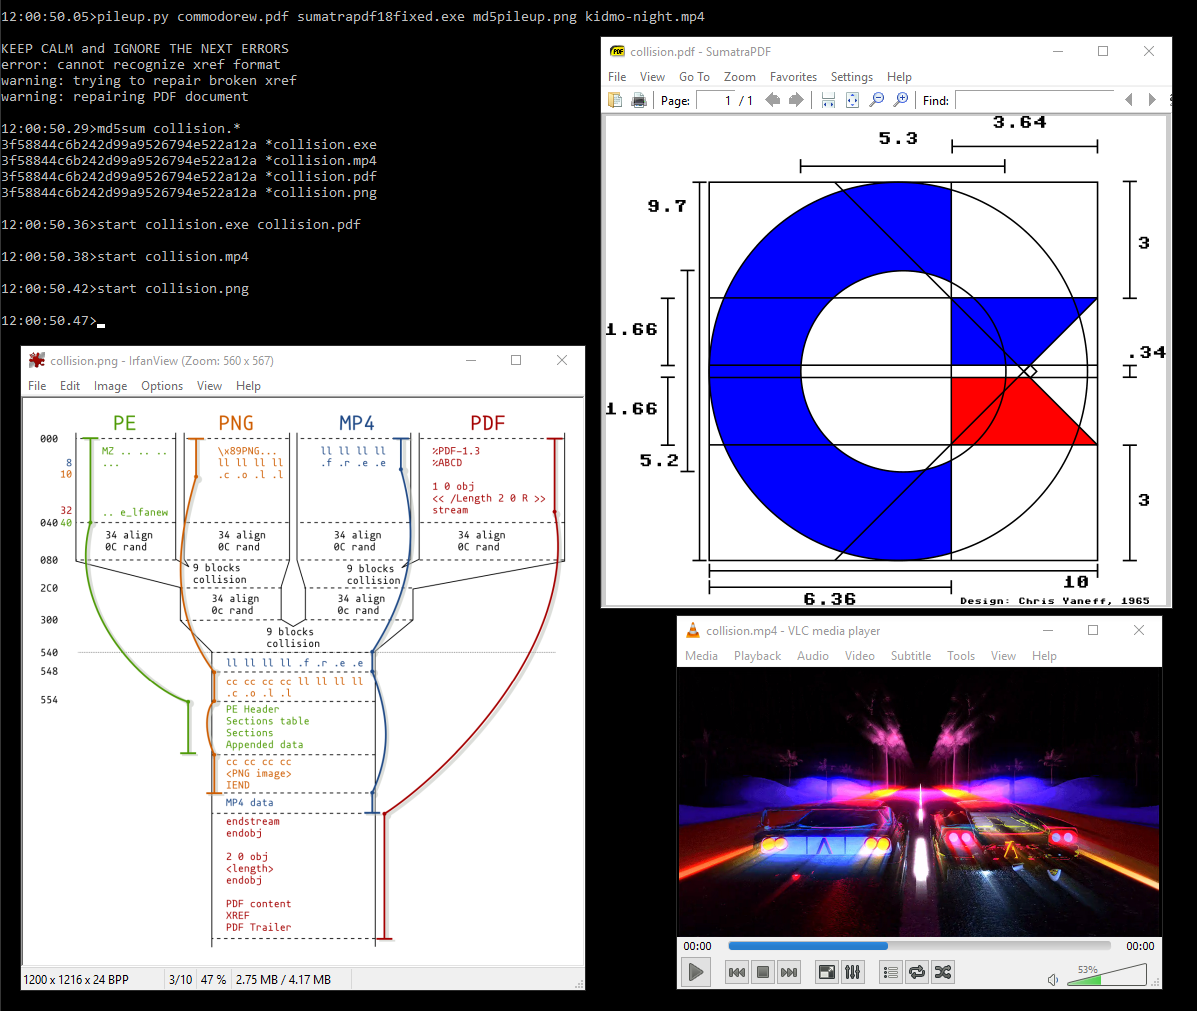 12:00:50.05>pileup.py commodorew.pdf sumatrapdf18fixed.exe md5pileup.png kidmo-night.mp4
KEEP CALM and IGNORE THE NEXT ERRORS
error: cannot recognize xref format
warning: trying to repair broken xref
warning: repairing PDF document
12:00:50.29>md5sum collision.*
3f58844c6b242d99a9526794e522a12a *collision.exe
3f58844c6b242d99a9526794e522a12a *collision.mp4
3f58844c6b242d99a9526794e522a12a *collision.pdf
3f58844c6b242d99a9526794e522a12a *collision.png
12:00:50.36>start collision.exe collision.pdf
12:00:50.38>start collision.mp4
12:00:50.42>start collision.png
12:00:50.47>
collision.pdf - SumatraPDF
File View Go To Zoom Favorites Settings Help
Page: 1 / 1 Find:
3.64
5.3
9.7
3
1.66
.34
1.66
5.2
3
10
6.36
Design: Chris Yaneff, 1965
collision.png - IrfanView (Zoom: 560 x 567)
File Edit Image Options View Help
PE PNG MP4 PDF
000
MZ .. .. .. \x89PNG... ll ll ll ll %PDF-1.3
8 ... ll ll ll ll .f .r .e .e %ABCD
10 .c .o .l .l
1 0 obj
<< /Length 2 0 R >>
32 .. e_lfanew stream
040 40
34 align 34 align 34 align 34 align
0C rand 0C rand 0C rand 0C rand
080
9 blocks 9 blocks
collision collision
2C0
34 align 34 align
0c rand 0c rand
300
9 blocks
collision
540
ll ll ll ll .f .r .e .e
548
cc cc cc cc ll ll ll ll
.c .o .l .l
554
PE Header
Sections table
Sections
Appended data
cc cc cc cc
<PNG image>
IEND
MP4 data
endstream
endobj
2 0 obj
<length>
endobj
PDF content
XREF
PDF Trailer
1200 x 1216 x 24 BPP 3/10 47 % 2.75 MB / 4.17 MB
collision.mp4 - VLC media player
Media Playback Audio Video Subtitle Tools View Help
00:00 00:00
53%